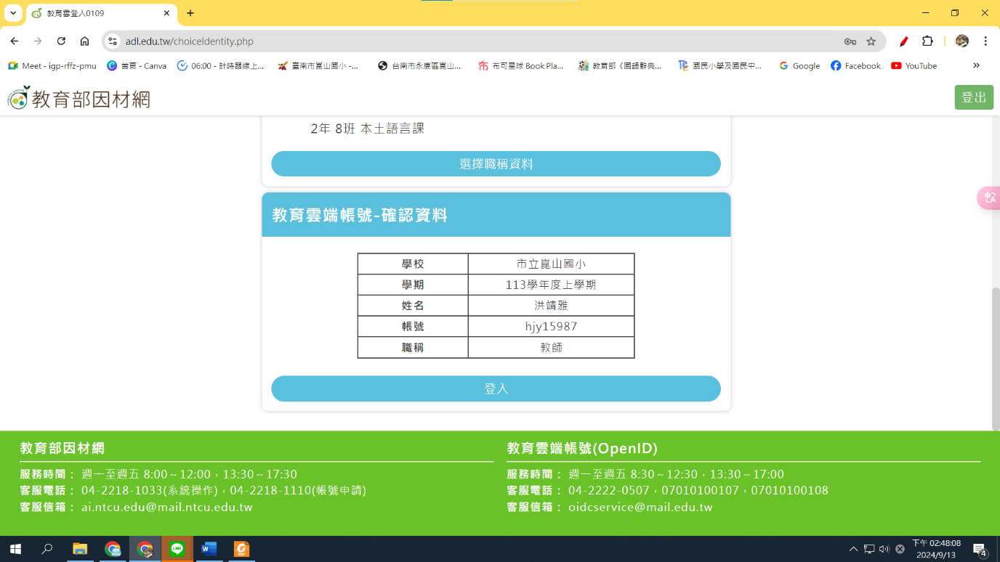 教育雲登入0109
adl.edu.tw/choiceIdentity.php
Meet - igp-rffz-pmu
首頁 - Canva
06:00 - 計時器線上...
臺南市崑山國小 -...
台南市永康區崑山...
布可星球 Book Pla...
教育部《國語辭典...
國民小學及國民中...
Google
Facebook
YouTube
教育部因材網
登出
2年 8班 本土語言課
選擇職稱資料
教育雲端帳號-確認資料
學校 市立崑山國小
學期 113學年度上學期
姓名 洪靖雅
帳號 hjy15987
職稱 教師
登入
教育部因材網
服務時間： 週一至週五 8:00～12:00，13:30～17:30
客服電話： 04-2218-1033(系統操作)，04-2218-1110(帳號申請)
客服信箱： ai.ntcu.edu@mail.ntcu.edu.tw
教育雲端帳號(OpenID)
服務時間： 週一至週五 8:30～12:30，13:30～17:00
客服電話： 04-2222-0507，07010100107，07010100108
客服信箱： oidcservice@mail.edu.tw
下午 02:48:08
2024/9/13
4